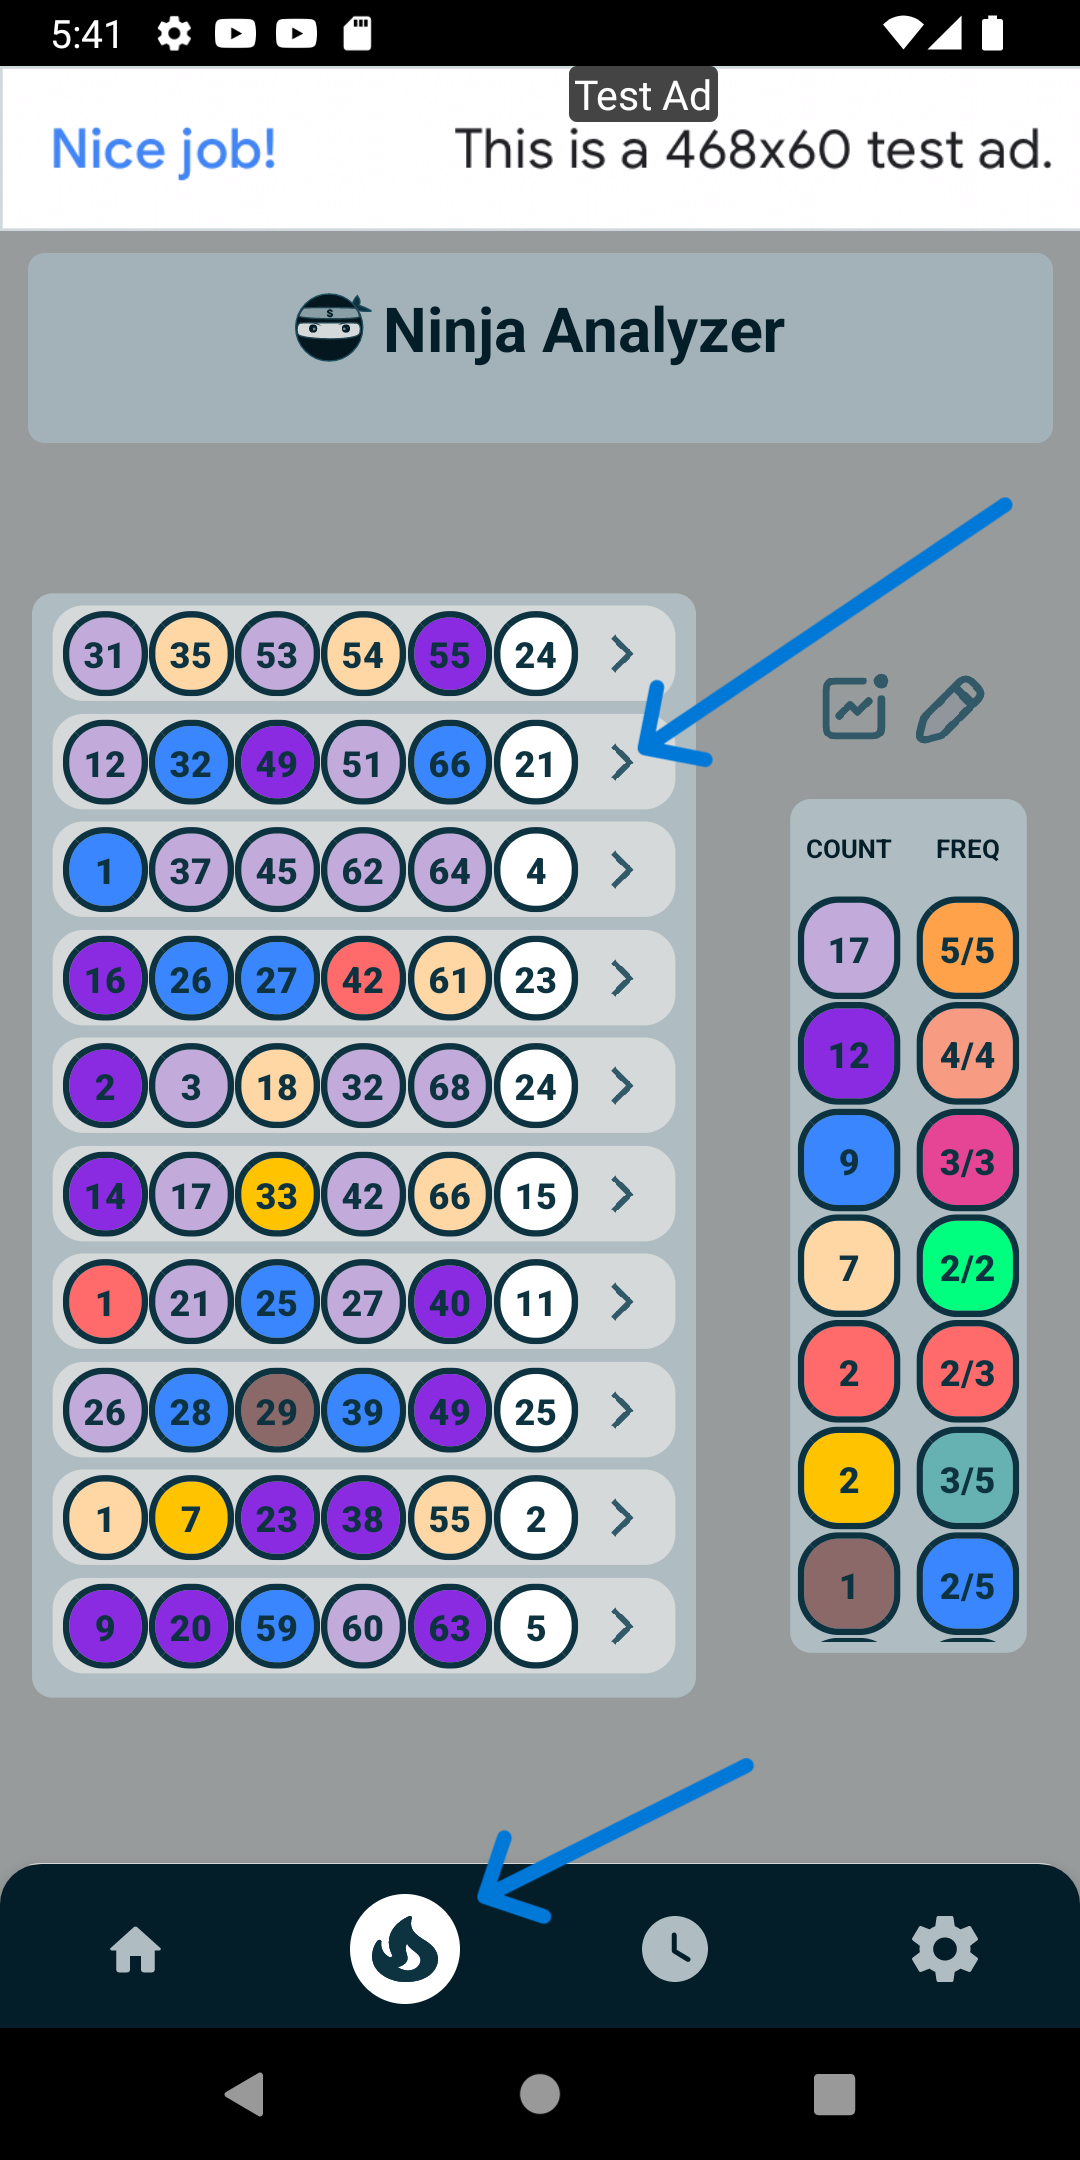 5:41
Test Ad
Nice job! This is a 468x60 test ad.
$ Ninja Analyzer
31 35 53 54 55 24
12 32 49 51 66 21
1 37 45 62 64 4
16 26 27 42 61 23
2 3 18 32 68 24
14 17 33 42 66 15
1 21 25 27 40 11
26 28 29 39 49 25
1 7 23 38 55 2
9 20 59 60 63 5
COUNT FREQ
17 5/5
12 4/4
9 3/3
7 2/2
2 2/3
2 3/5
1 2/5